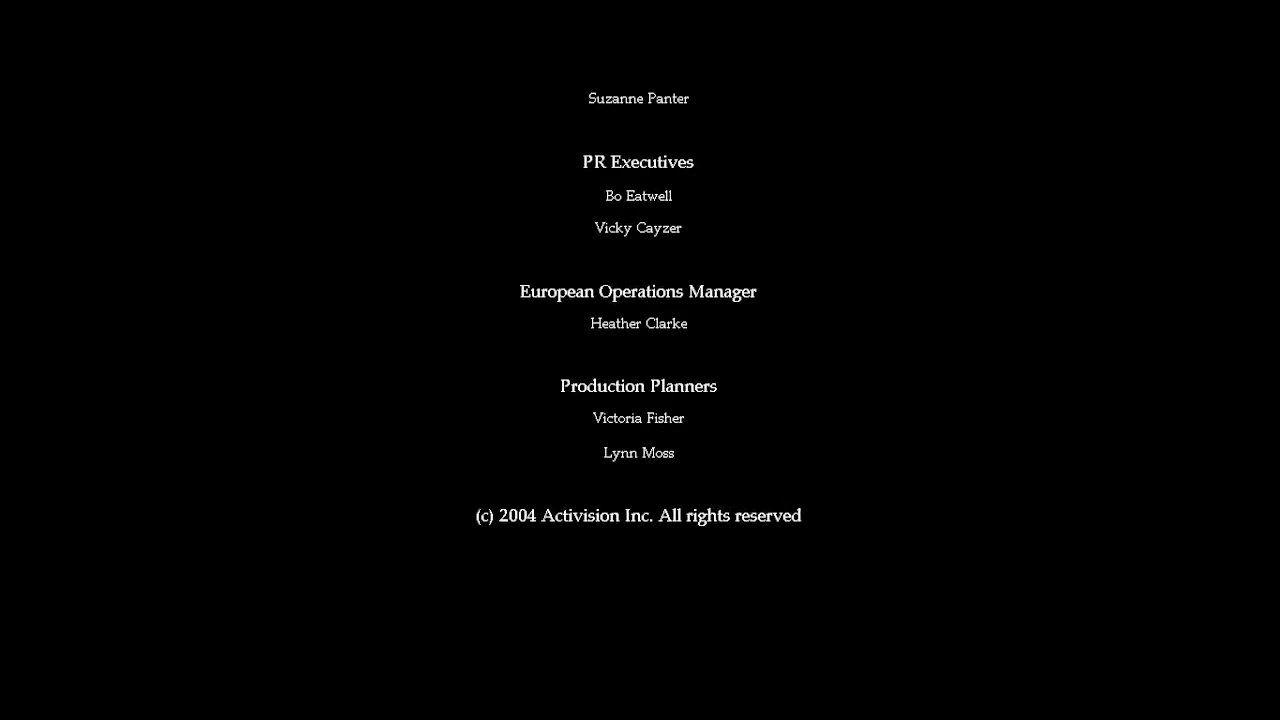 Suzanne Panter
PR Executives
Bo Eatwell
Vicky Cayzer
European Operations Manager
Heather Clarke
Production Planners
Victoria Fisher
Lynn Moss
(c) 2004 Activision Inc. All rights reserved